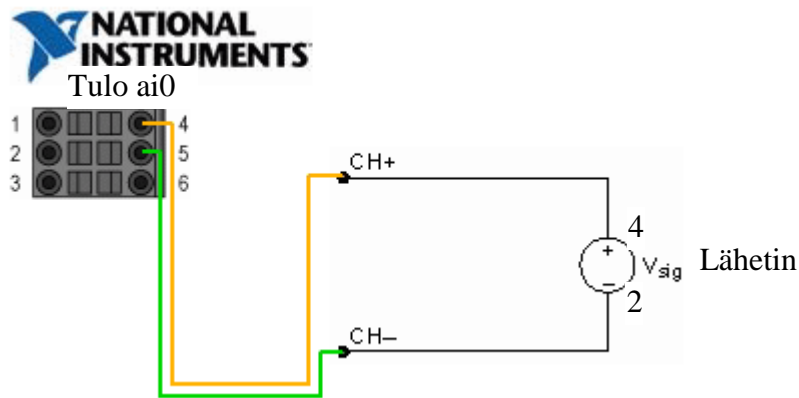 NATIONAL
INSTRUMENTS
Tulo ai0
1 4
2 5
3 6
CH+
4
+
Vsig Lähetin
−
2
CH−